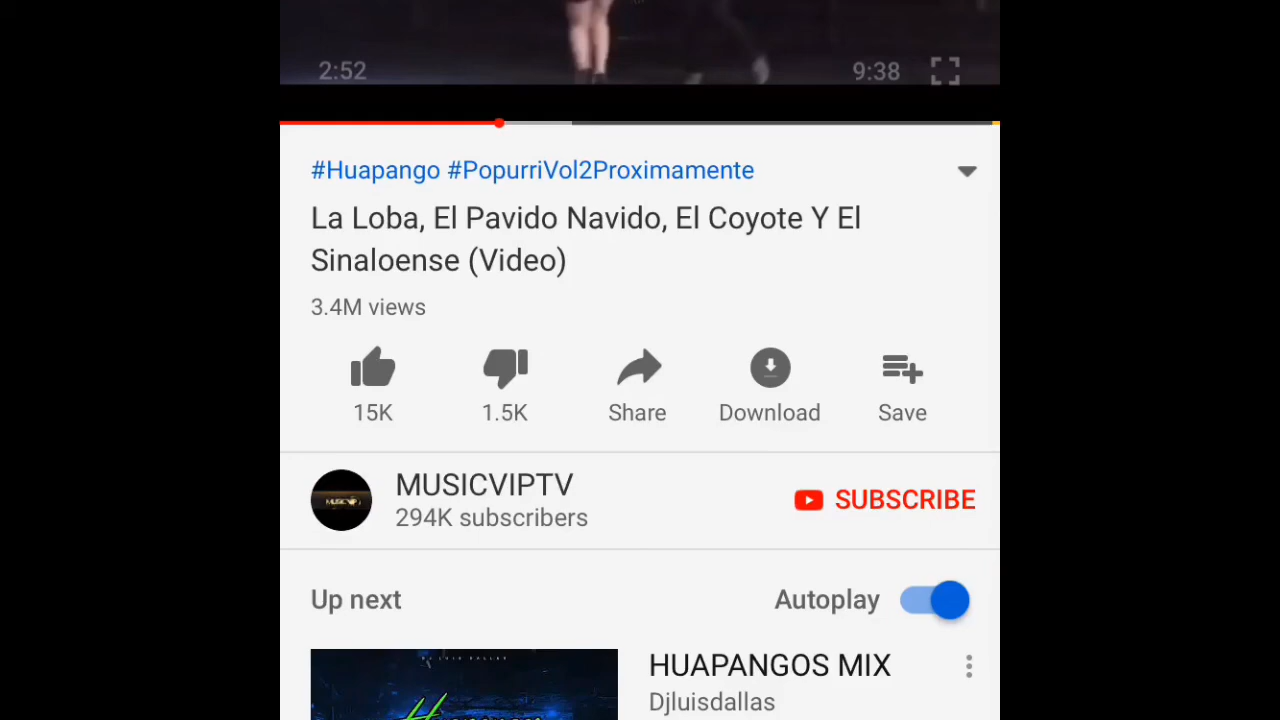 2:52 9:38
#Huapango #PopurriVol2Proximamente
La Loba, El Pavido Navido, El Coyote Y El
Sinaloense (Video)
3.4M views
15K 1.5K Share Download Save
MUSICVIPTV
294K subscribers
SUBSCRIBE
Up next Autoplay
HUAPANGOS MIX
Djluisdallas